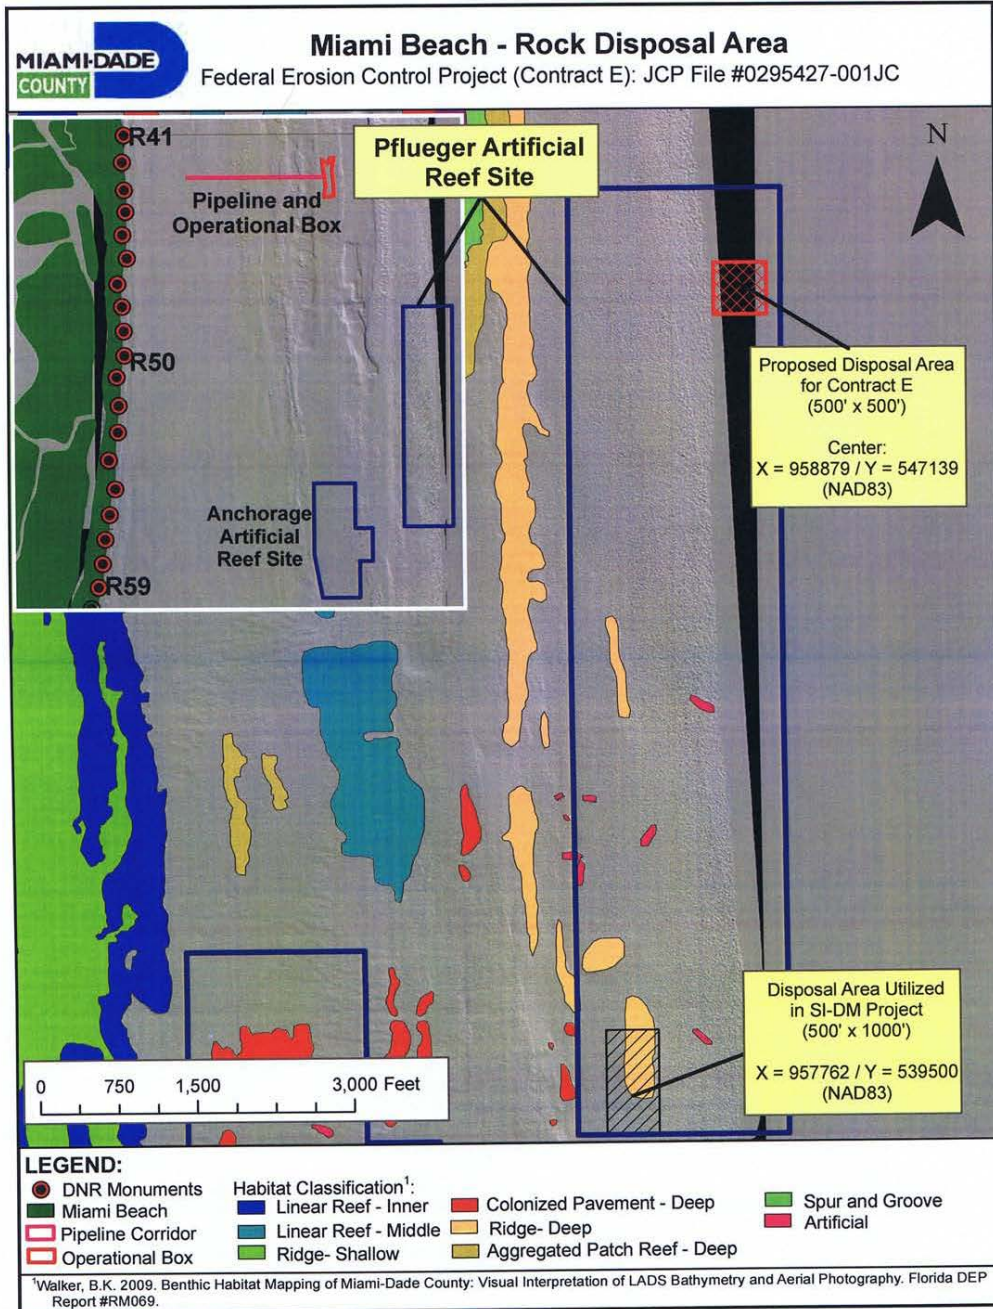 MIAMI-DADE
COUNTY
Miami Beach - Rock Disposal Area
Federal Erosion Control Project (Contract E): JCP File #0295427-001JC
R41
Pipeline and
Operational Box
R50
Anchorage
Artificial
Reef Site
R59
Pflueger Artificial
Reef Site
N
Proposed Disposal Area
for Contract E
(500' x 500')
Center:
X = 958879 / Y = 547139
(NAD83)
Disposal Area Utilized
in SI-DM Project
(500' x 1000')
X = 957762 / Y = 539500
(NAD83)
0 750 1,500 3,000 Feet
LEGEND:
DNR Monuments
Miami Beach
Pipeline Corridor
Operational Box
Habitat Classification¹:
Linear Reef - Inner
Linear Reef - Middle
Ridge- Shallow
Colonized Pavement - Deep
Ridge- Deep
Aggregated Patch Reef - Deep
Spur and Groove
Artificial
¹Walker, B.K. 2009. Benthic Habitat Mapping of Miami-Dade County: Visual Interpretation of LADS Bathymetry and Aerial Photography. Florida DEP
Report #RM069.